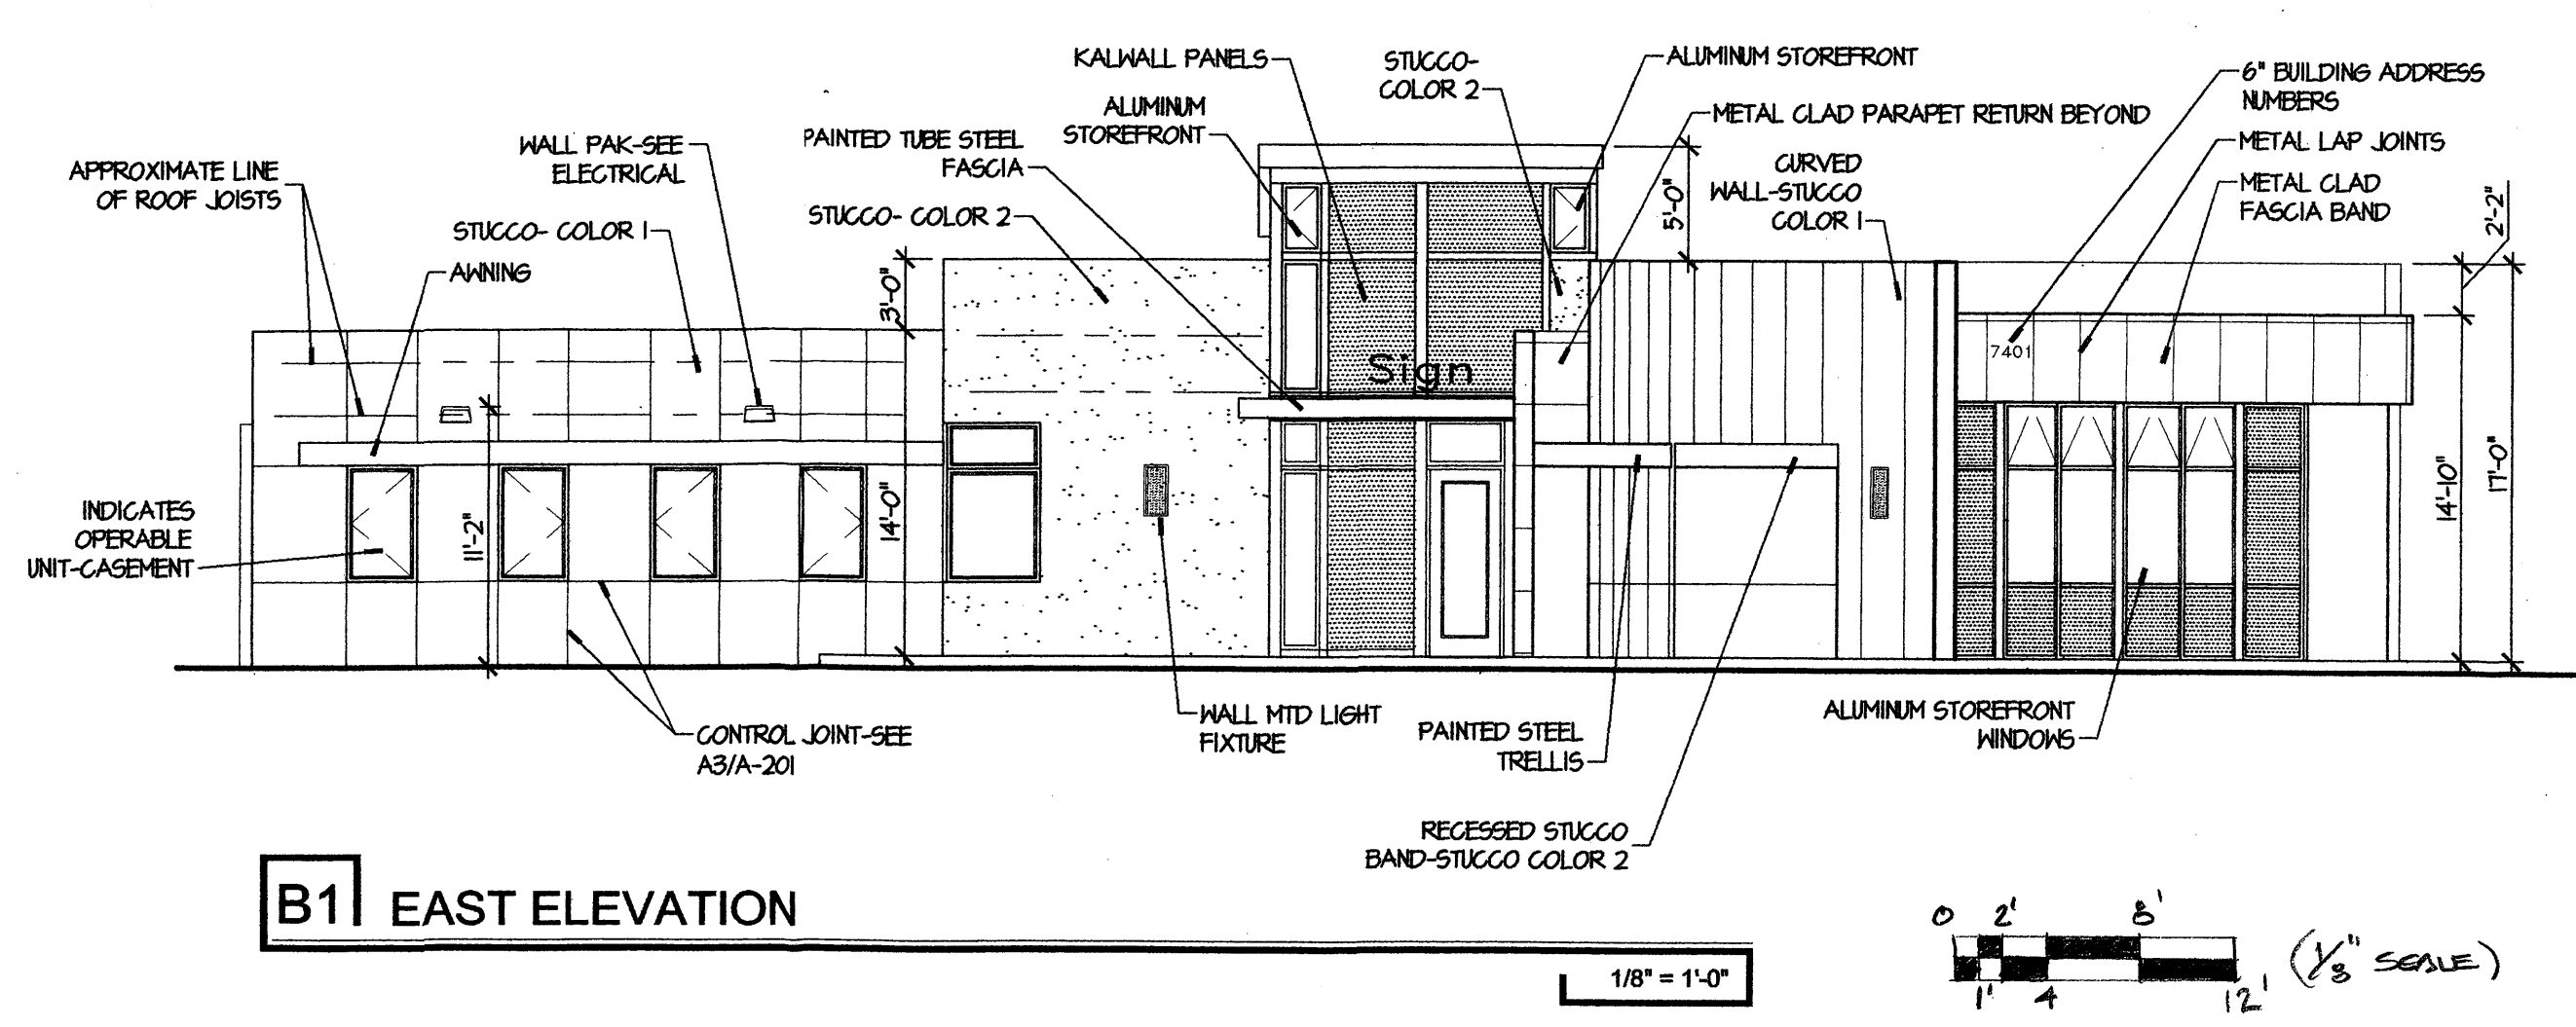 KALWALL PANELS
STUCCO-
COLOR 2
ALUMINUM STOREFRONT
6" BUILDING ADDRESS
NUMBERS
ALUMINUM
STOREFRONT
METAL CLAD PARAPET RETURN BEYOND
WALL PAK-SEE
ELECTRICAL
PAINTED TUBE STEEL
FASCIA
METAL LAP JOINTS
APPROXIMATE LINE
OF ROOF JOISTS
CURVED
WALL-STUCCO
COLOR 1
METAL CLAD
FASCIA BAND
STUCCO- COLOR 1
STUCCO- COLOR 2
AWNING
5'-0"
2'-2"
3'-0"
7401
Sign
INDICATES
OPERABLE
UNIT-CASEMENT
11'-2"
14'-0"
14'-10"
17'-0"
CONTROL JOINT-SEE
A3/A-201
WALL MTD LIGHT
FIXTURE
PAINTED STEEL
TRELLIS
ALUMINUM STOREFRONT
WINDOWS
RECESSED STUCCO
BAND-STUCCO COLOR 2
B1 EAST ELEVATION
1/8" = 1'-0"
0 2' 8'
1' 4 12'
(1/8" SCALE)